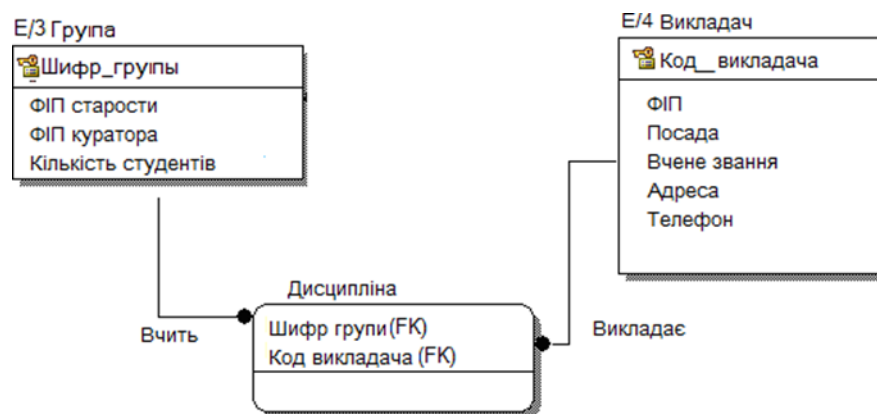 Е/3 Група
Шифр_групы
ФІП старости
ФІП куратора
Кількість студентів
Е/4 Викладач
Код__викладача
ФІП
Посада
Вчене звання
Адреса
Телефон
Дисципліна
Шифр групи(FK)
Код викладача (FK)
Вчить
Викладає